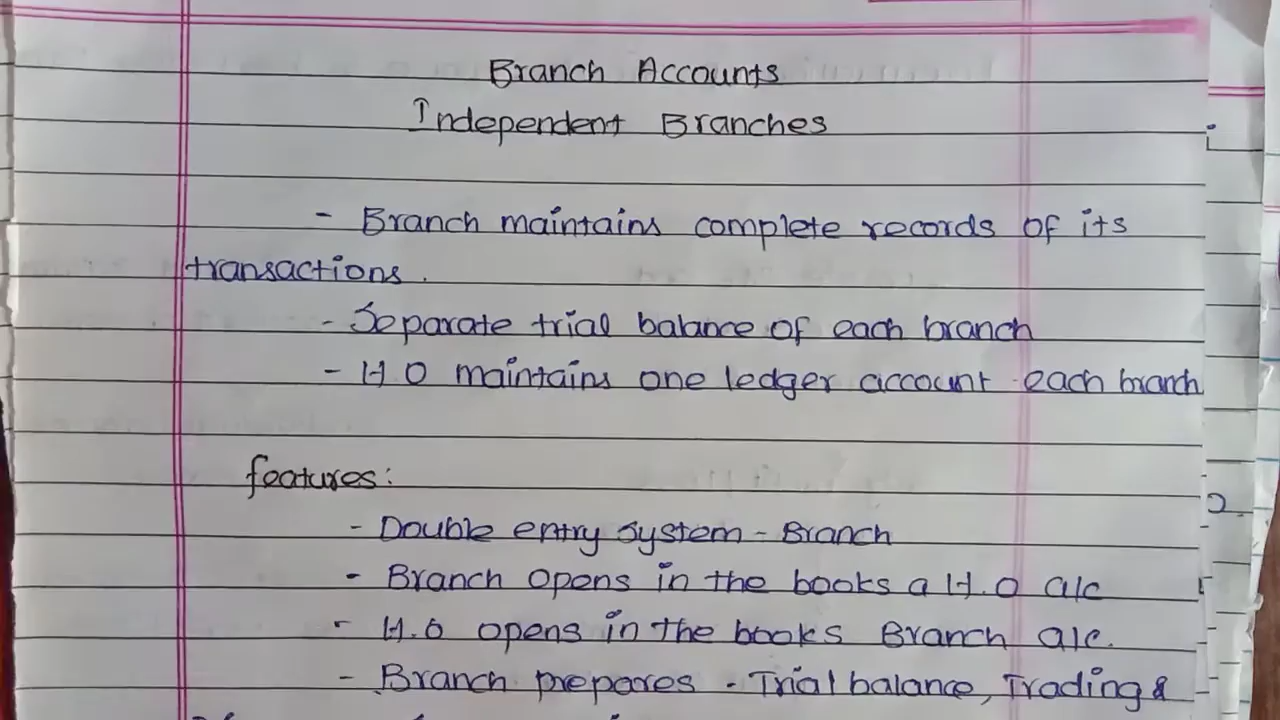 Branch Accounts
Independent Branches
- Branch maintains complete records of its
transactions.
- Separate trial balance of each branch
- H O maintains one ledger account each branch
features:
- Double entry system - Branch
- Branch opens in the books a H.O a/c
- H.O opens in the books Branch a/c.
- Branch prepares - Trial balance, Trading &